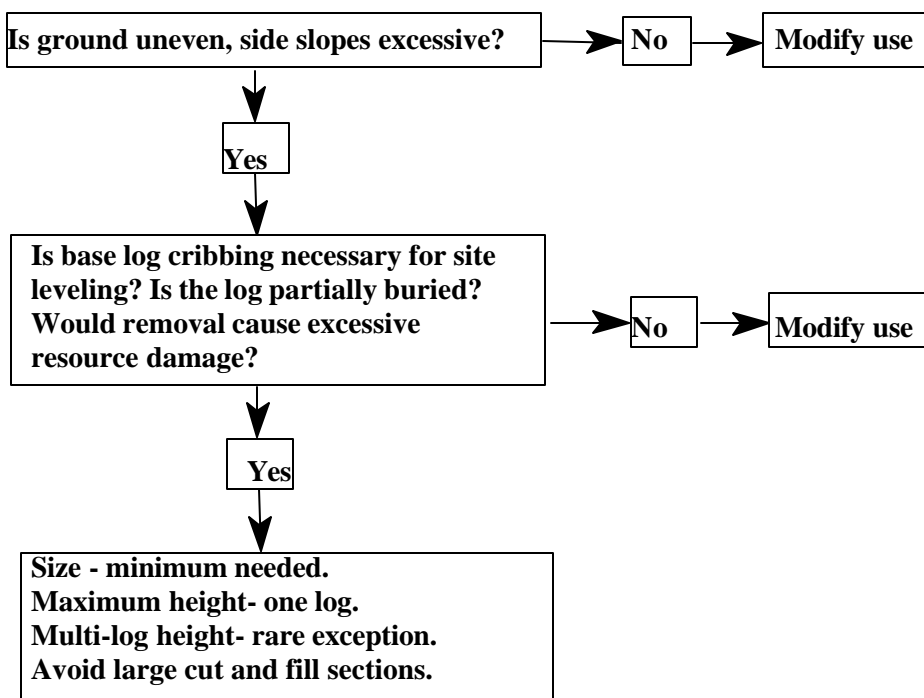 Is ground uneven, side slopes excessive?
No
Modify use
Yes
Is base log cribbing necessary for site
leveling? Is the log partially buried?
Would removal cause excessive
resource damage?
No
Modify use
Yes
Size - minimum needed.
Maximum height- one log.
Multi-log height- rare exception.
Avoid large cut and fill sections.